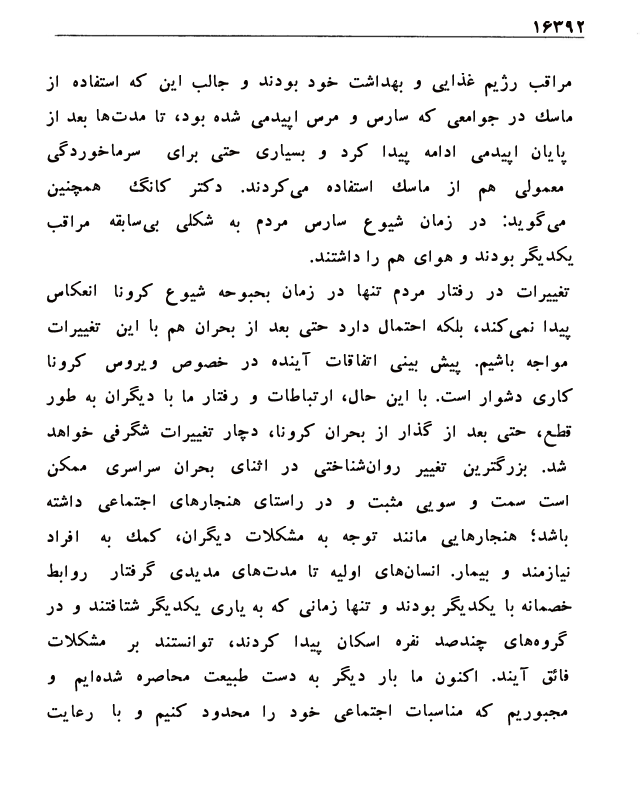 ۱۶۳۹۲
مراقب رژیم غذایی و بهداشت خود بودند و جالب این که استفاده از
ماسك در جوامعی که سارس و مرس اپیدمی شده بود، تا مدت‌ها بعد از
پایان اپیدمی ادامه پیدا کرد و بسیاری حتی برای سرماخوردگی
معمولی هم از ماسك استفاده می‌کردند. دکتر کانگ همچنین
می‌گوید: در زمان شیوع سارس مردم به شکلی بی‌سابقه مراقب
یکدیگر بودند و هوای هم را داشتند.
تغییرات در رفتار مردم تنها در زمان بحبوحه شیوع کرونا انعکاس
پیدا نمی‌کند، بلکه احتمال دارد حتی بعد از بحران هم با این تغییرات
مواجه باشیم. پیش بینی اتفاقات آینده در خصوص ویروس کرونا
کاری دشوار است. با این حال، ارتباطات و رفتار ما با دیگران به طور
قطع، حتی بعد از گذار از بحران کرونا، دچار تغییرات شگرفی خواهد
شد. بزرگترین تغییر روان‌شناختی در اثنای بحران سراسری ممکن
است سمت و سویی مثبت و در راستای هنجارهای اجتماعی داشته
باشد؛ هنجارهایی مانند توجه به مشکلات دیگران، کمك به افراد
نیازمند و بیمار. انسان‌های اولیه تا مدت‌های مدیدی گرفتار روابط
خصمانه با یکدیگر بودند و تنها زمانی که به یاری یکدیگر شتافتند و در
گروه‌های چندصد نفره اسکان پیدا کردند، توانستند بر مشکلات
فائق آیند. اکنون ما بار دیگر به دست طبیعت محاصره شده‌ایم و
مجبوریم که مناسبات اجتماعی خود را محدود کنیم و با رعایت